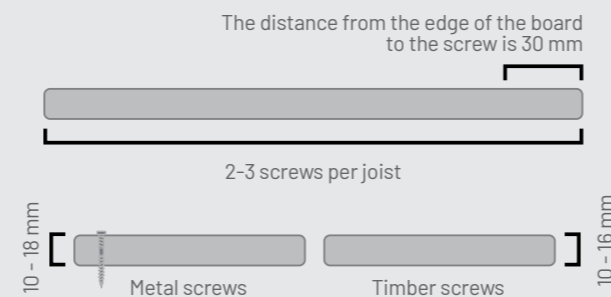 The distance from the edge of the board
to the screw is 30 mm
2-3 screws per joist
10 - 18 mm
Metal screws
Timber screws
10 - 16 mm